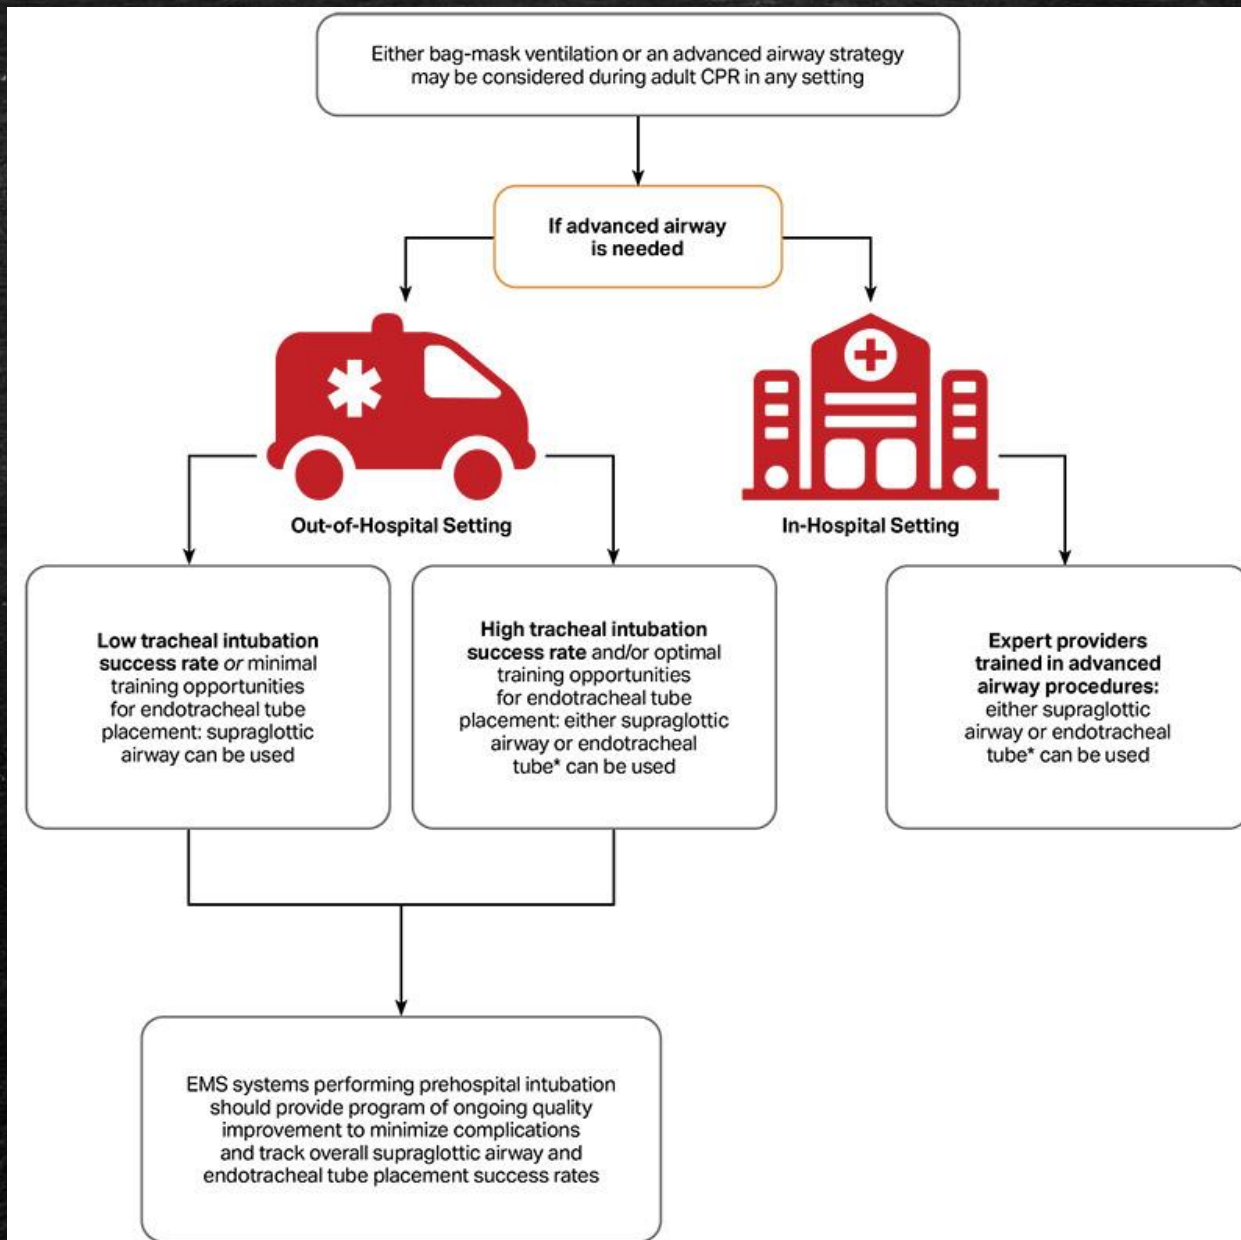 Either bag-mask ventilation or an advanced airway strategy
may be considered during adult CPR in any setting
If advanced airway
is needed
Out-of-Hospital Setting
In-Hospital Setting
Low tracheal intubation
success rate or minimal
training opportunities
for endotracheal tube
placement: supraglottic
airway can be used
High tracheal intubation
success rate and/or optimal
training opportunities
for endotracheal tube
placement: either supraglottic
airway or endotracheal
tube* can be used
Expert providers
trained in advanced
airway procedures:
either supraglottic
airway or endotracheal
tube* can be used
EMS systems performing prehospital intubation
should provide program of ongoing quality
improvement to minimize complications
and track overall supraglottic airway and
endotracheal tube placement success rates